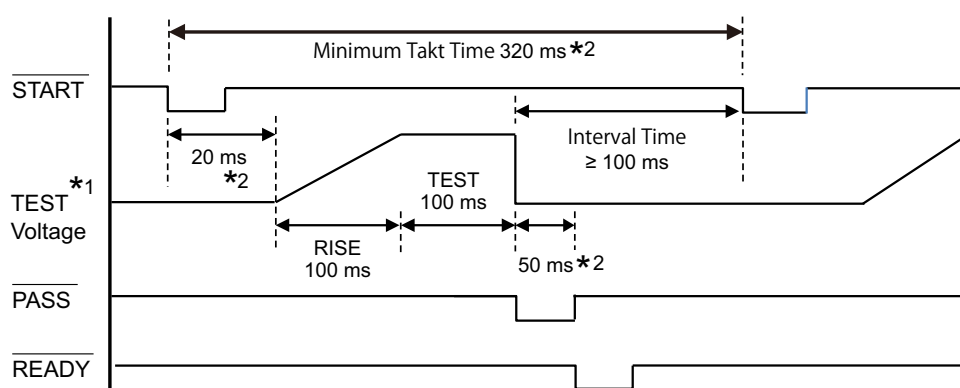 Minimum Takt Time 320 ms*2
START
20 ms
*2
Interval Time
≥ 100 ms
TEST*1
Voltage
TEST
100 ms
RISE
100 ms
50 ms*2
PASS
READY